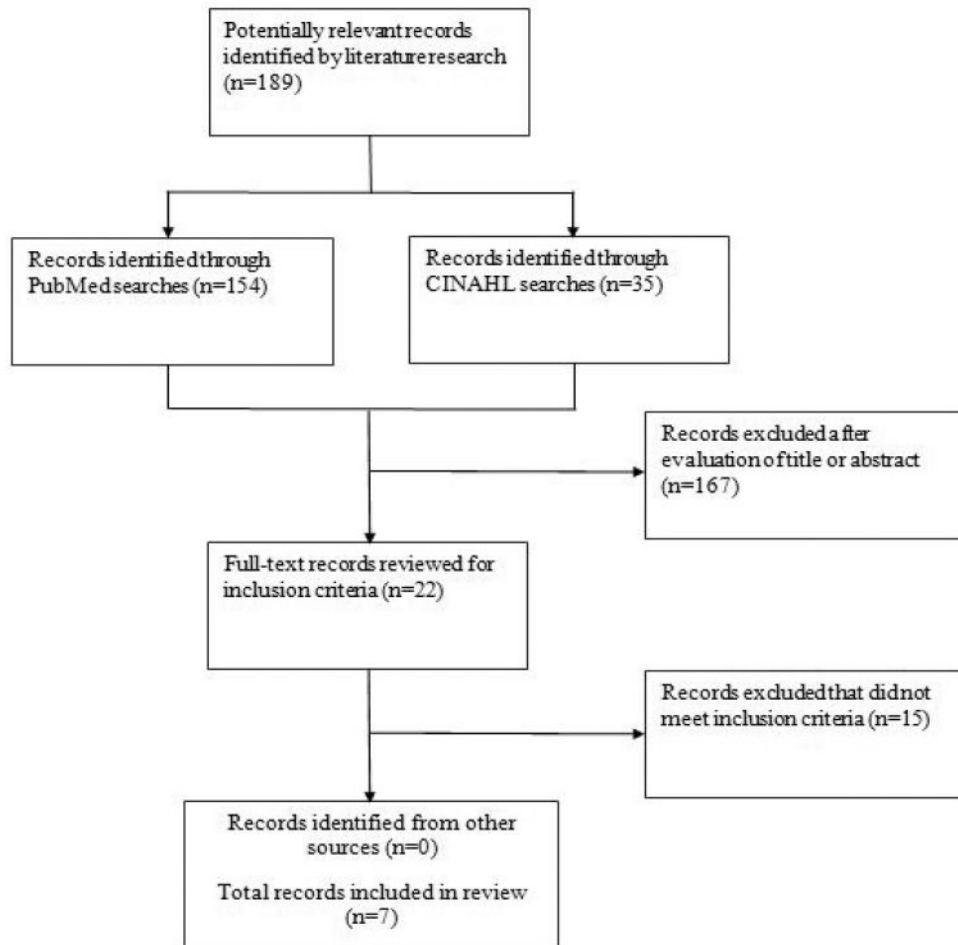 Potentially relevant records
identified by literature research
(n=189)
Records identified through
PubMed searches (n=154)
Records identified through
CINAHL searches (n=35)
Records excluded after
evaluation of title or abstract
(n=167)
Full-text records reviewed for
inclusion criteria (n=22)
Records excluded that did not
meet inclusion criteria (n=15)
Records identified from other
sources (n=0)
Total records included in review
(n=7)